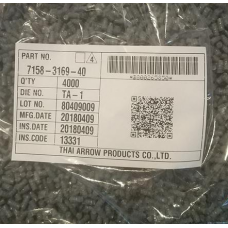 PART NO. 4
7158-3169-40
Q'TY 4000
DIE NO. TA-1
LOT NO. 80409009
MFG.DATE 20180409
INS.DATE 20180409
INS.CODE 13331
THAI ARROW PRODUCTS CO.,LTD.